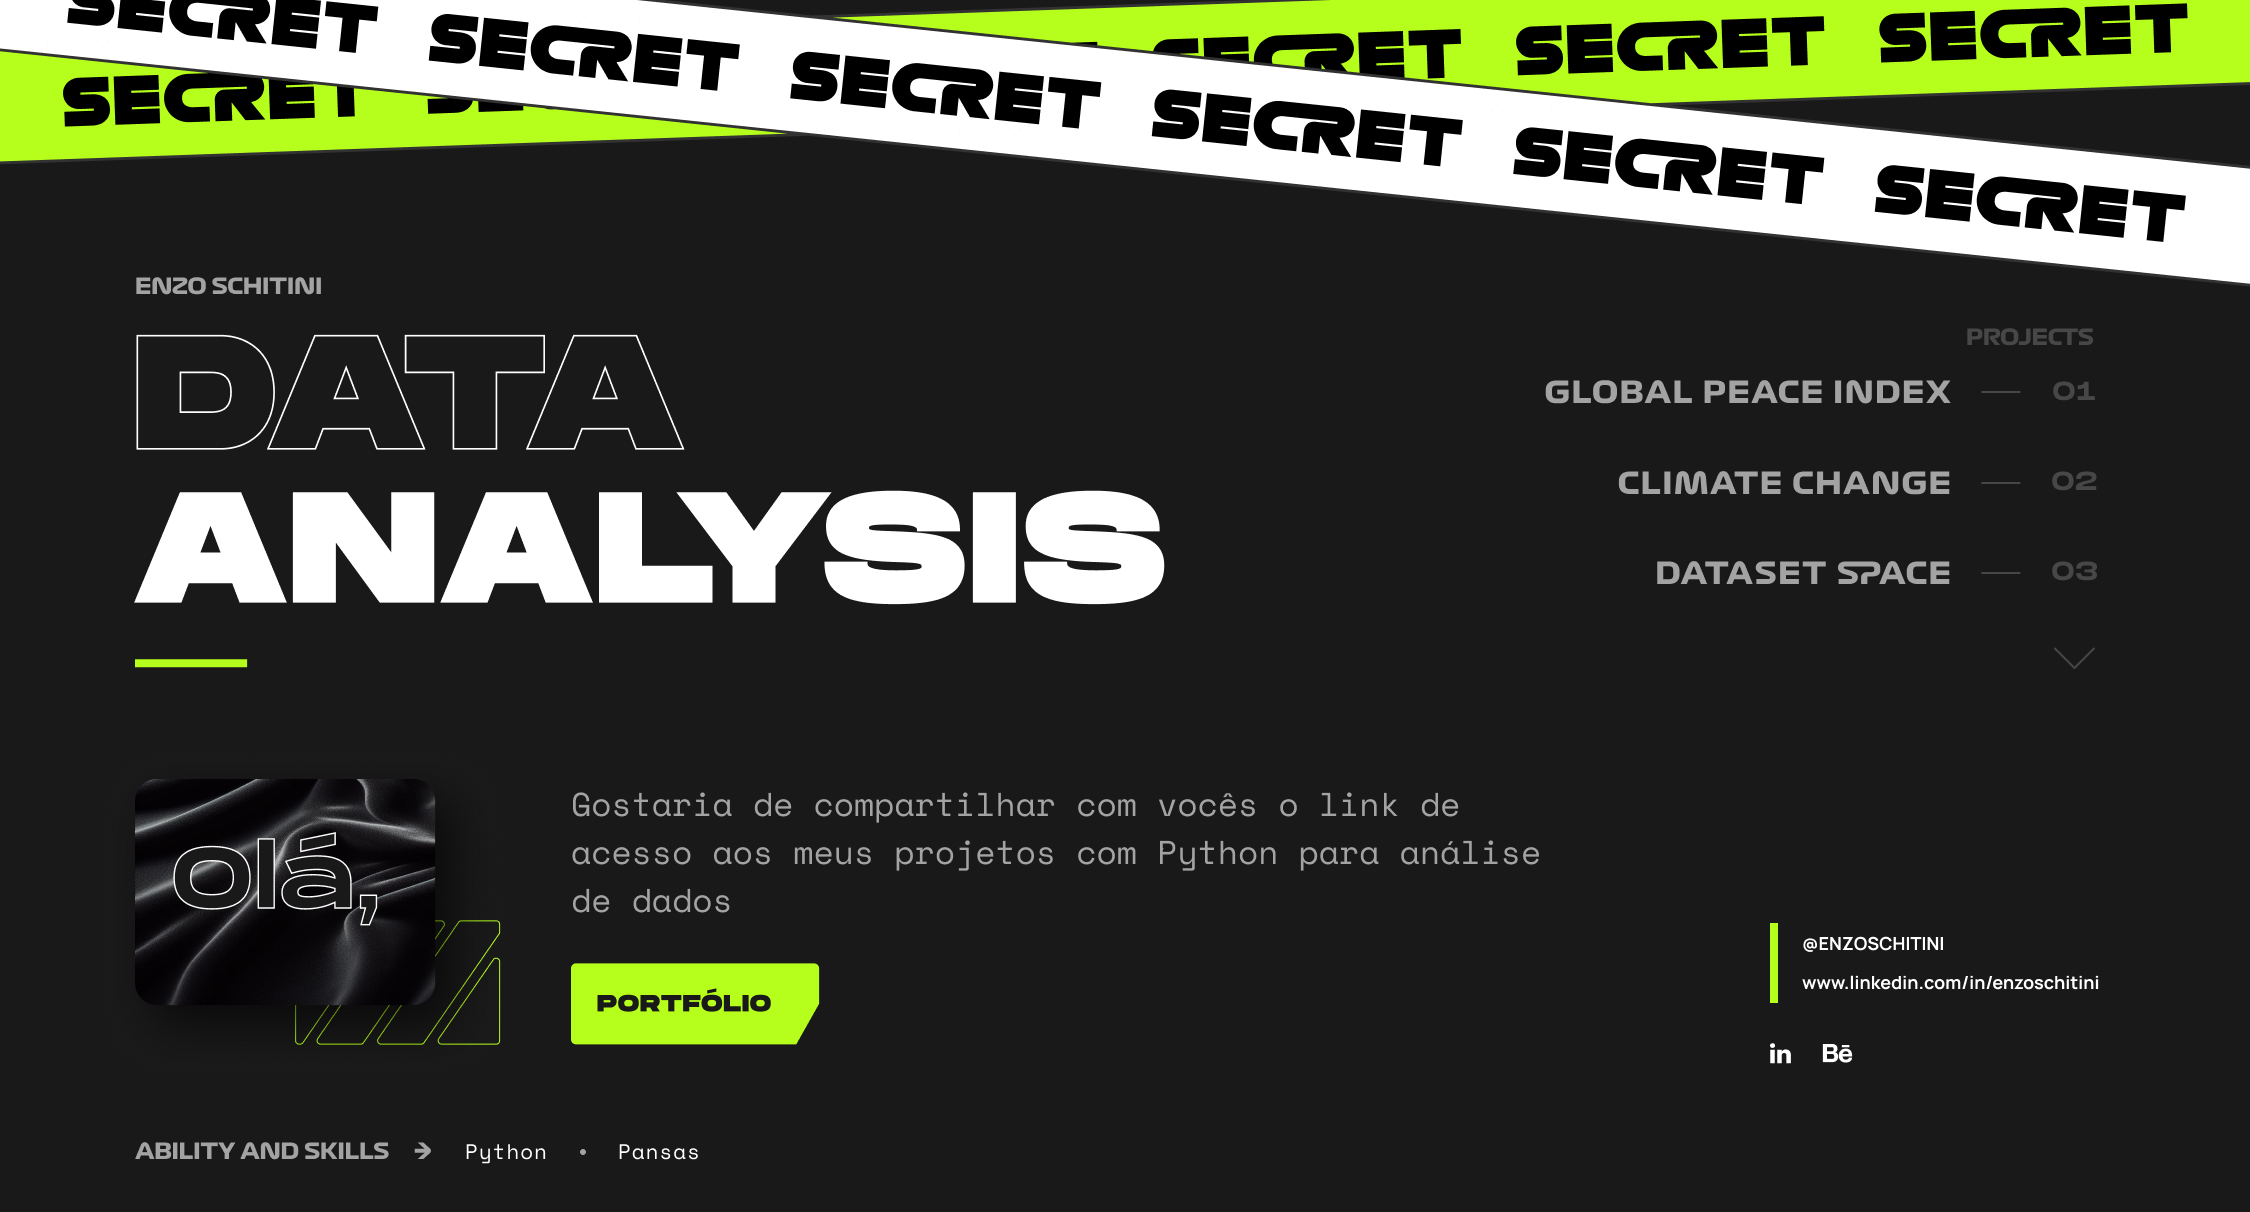 SECRET SECRET SECRET SECRET SECRET SECRET
SECRET SECRET SECRET SECRET
ENZO SCHITINI
DATA
ANALYSIS
PROJECTS
GLOBAL PEACE INDEX — 01
CLIMATE CHANGE — 02
DATASET SPACE — 03
Olá,
Gostaria de compartilhar com vocês o link de
acesso aos meus projetos com Python para análise
de dados
PORTFÓLIO
@ENZOSCHITINI
www.linkedin.com/in/enzoschitini
in Bē
ABILITY AND SKILLS → Python • Pansas